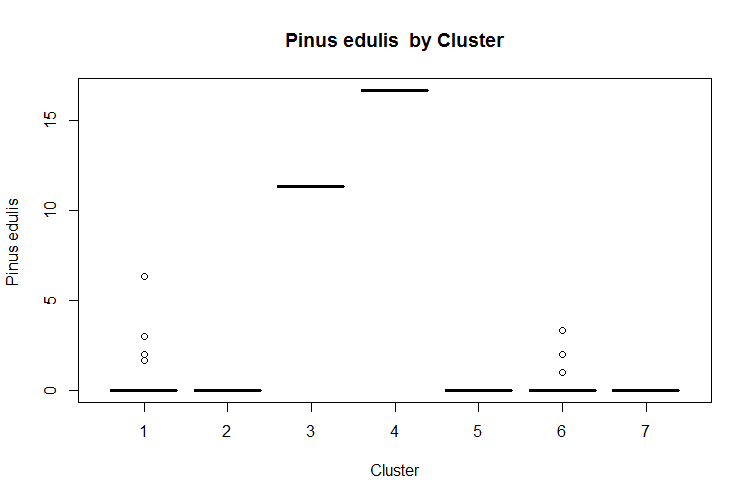 Pinus edulis  by Cluster
Pinus edulis
15
10
5
0
1 2 3 4 5 6 7
Cluster